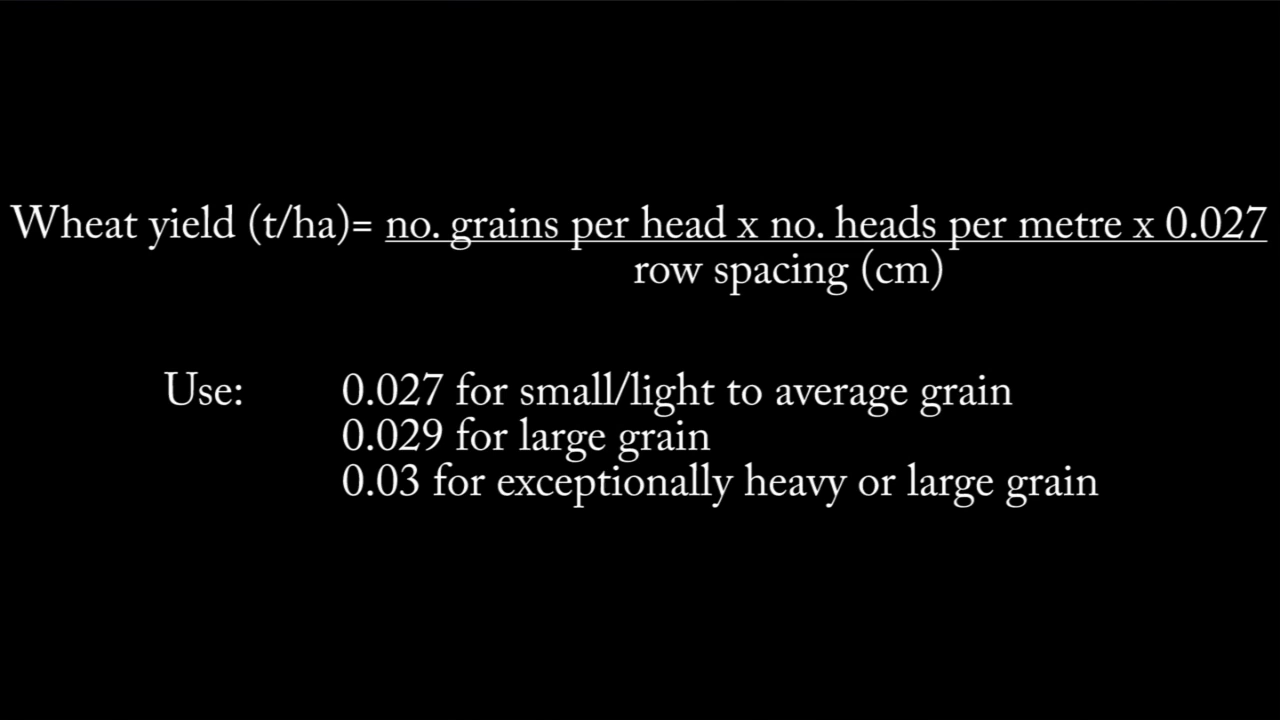 Wheat yield (t/ha)= no. grains per head x no. heads per metre x 0.027
row spacing (cm)
Use: 0.027 for small/light to average grain
0.029 for large grain
0.03 for exceptionally heavy or large grain